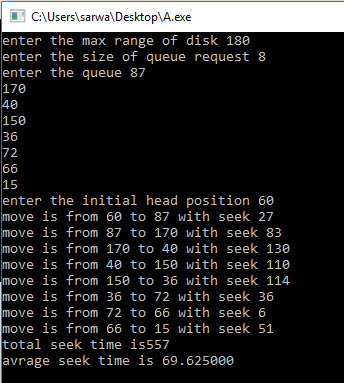 C:\Users\sarwa\Desktop\A.exe
enter the max range of disk 180
enter the size of queue request 8
enter the queue 87
170
40
150
36
72
66
15
enter the initial head position 60
move is from 60 to 87 with seek 27
move is from 87 to 170 with seek 83
move is from 170 to 40 with seek 130
move is from 40 to 150 with seek 110
move is from 150 to 36 with seek 114
move is from 36 to 72 with seek 36
move is from 72 to 66 with seek 6
move is from 66 to 15 with seek 51
total seek time is557
avrage seek time is 69.625000